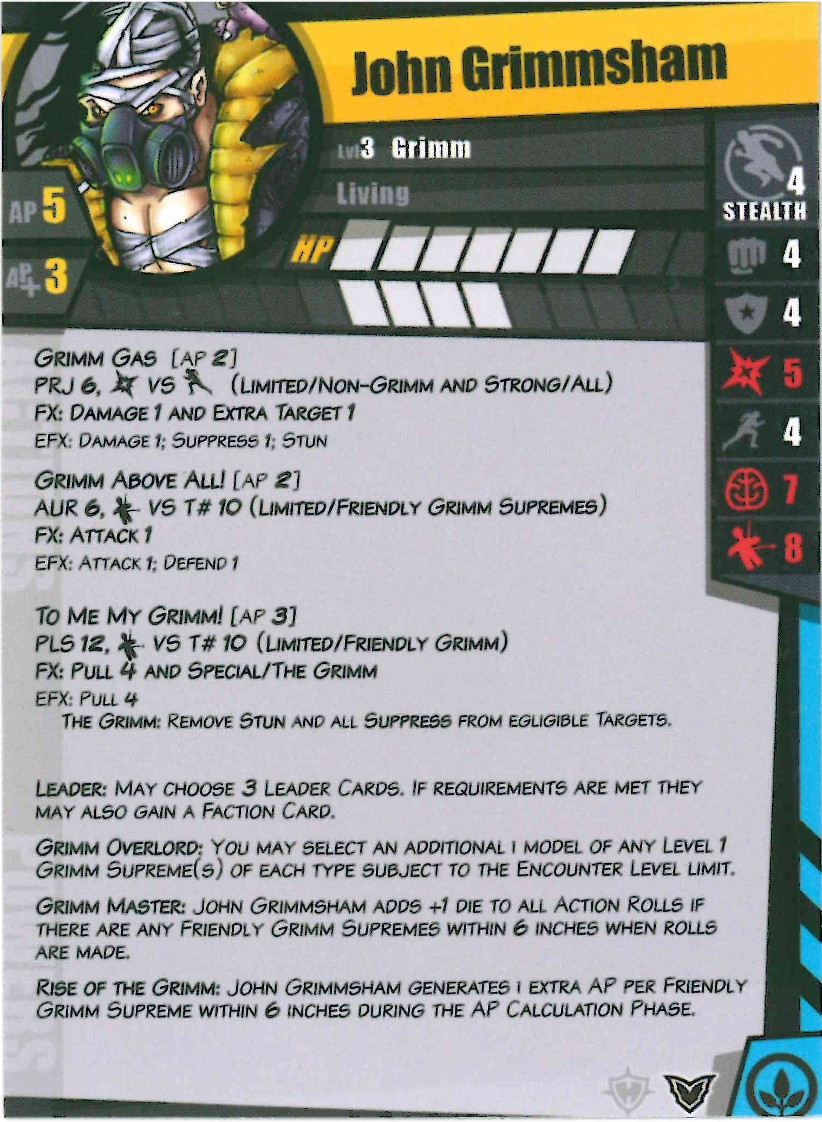 John Grimmsham
Lvl 3 Grimm
Living
AP 5
HP
AP+ 3
4
STEALTH
4
4
5
4
7
8
GRIMM GAS [AP 2]
PRJ 6, VS (LIMITED/NON-GRIMM AND STRONG/ALL)
FX: DAMAGE 1 AND EXTRA TARGET 1
EFX: DAMAGE 1; SUPPRESS 1; STUN
GRIMM ABOVE ALL! [AP 2]
AUR 6, VS T# 10 (LIMITED/FRIENDLY GRIMM SUPREMES)
FX: ATTACK 1
EFX: ATTACK 1; DEFEND 1
TO ME MY GRIMM! [AP 3]
PLS 12, VS T# 10 (LIMITED/FRIENDLY GRIMM)
FX: PULL 4 AND SPECIAL/THE GRIMM
EFX: PULL 4
THE GRIMM: REMOVE STUN AND ALL SUPPRESS FROM EGLIGIBLE TARGETS.
LEADER: MAY CHOOSE 3 LEADER CARDS. IF REQUIREMENTS ARE MET THEY
MAY ALSO GAIN A FACTION CARD.
GRIMM OVERLORD: YOU MAY SELECT AN ADDITIONAL 1 MODEL OF ANY LEVEL 1
GRIMM SUPREME(S) OF EACH TYPE SUBJECT TO THE ENCOUNTER LEVEL LIMIT.
GRIMM MASTER: JOHN GRIMMSHAM ADDS +1 DIE TO ALL ACTION ROLLS IF
THERE ARE ANY FRIENDLY GRIMM SUPREMES WITHIN 6 INCHES WHEN ROLLS
ARE MADE.
RISE OF THE GRIMM: JOHN GRIMMSHAM GENERATES 1 EXTRA AP PER FRIENDLY
GRIMM SUPREME WITHIN 6 INCHES DURING THE AP CALCULATION PHASE.